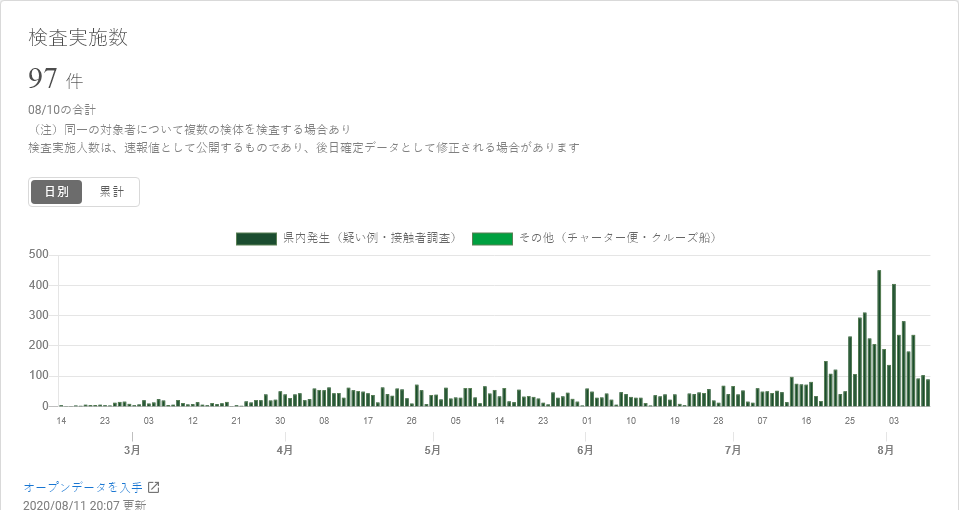 検査実施数
97 件
08/10の合計
（注）同一の対象者について複数の検体を検査する場合あり
検査実施人数は、速報値として公開するものであり、後日確定データとして修正される場合があります
日別 累計
県内発生（疑い例・接触者調査） その他（チャーター便・クルーズ船）
500
400
300
200
100
0
14 23 03 12 21 30 08 17 26 05 14 23 01 10 19 28 07 16 25 03
3月 4月 5月 6月 7月 8月
オープンデータを入手
2020/08/11 20:07 更新